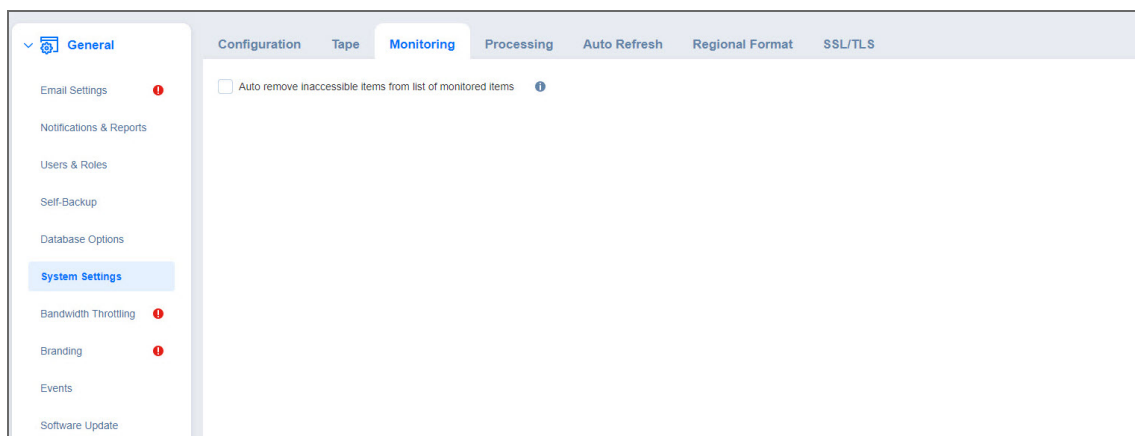 General
Configuration Tape Monitoring Processing Auto Refresh Regional Format SSL/TLS
Auto remove inaccessible items from list of monitored items
Email Settings
Notifications & Reports
Users & Roles
Self-Backup
Database Options
System Settings
Bandwidth Throttling
Branding
Events
Software Update